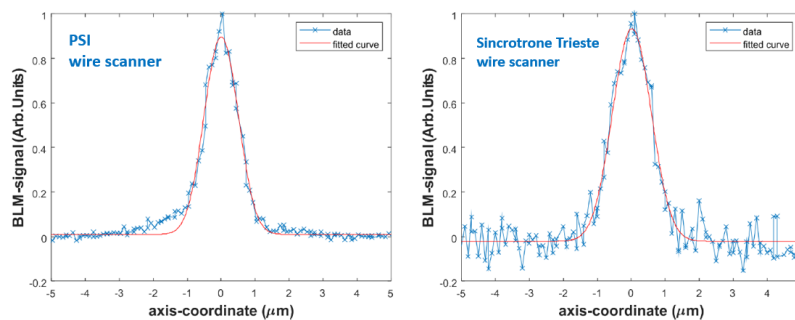 PSI
wire scanner
data
fitted curve
1
0.8
0.6
0.4
0.2
0
-0.2
BLM-signal (Arb.Units)
-5 -4 -3 -2 -1 0 1 2 3 4 5
axis-coordinate (μm)
Sincrotrone Trieste
wire scanner
data
fitted curve
1
0.8
0.6
0.4
0.2
0
-0.2
BLM-signal (Arb.Units)
-5 -4 -3 -2 -1 0 1 2 3 4
axis-coordinate (μm)